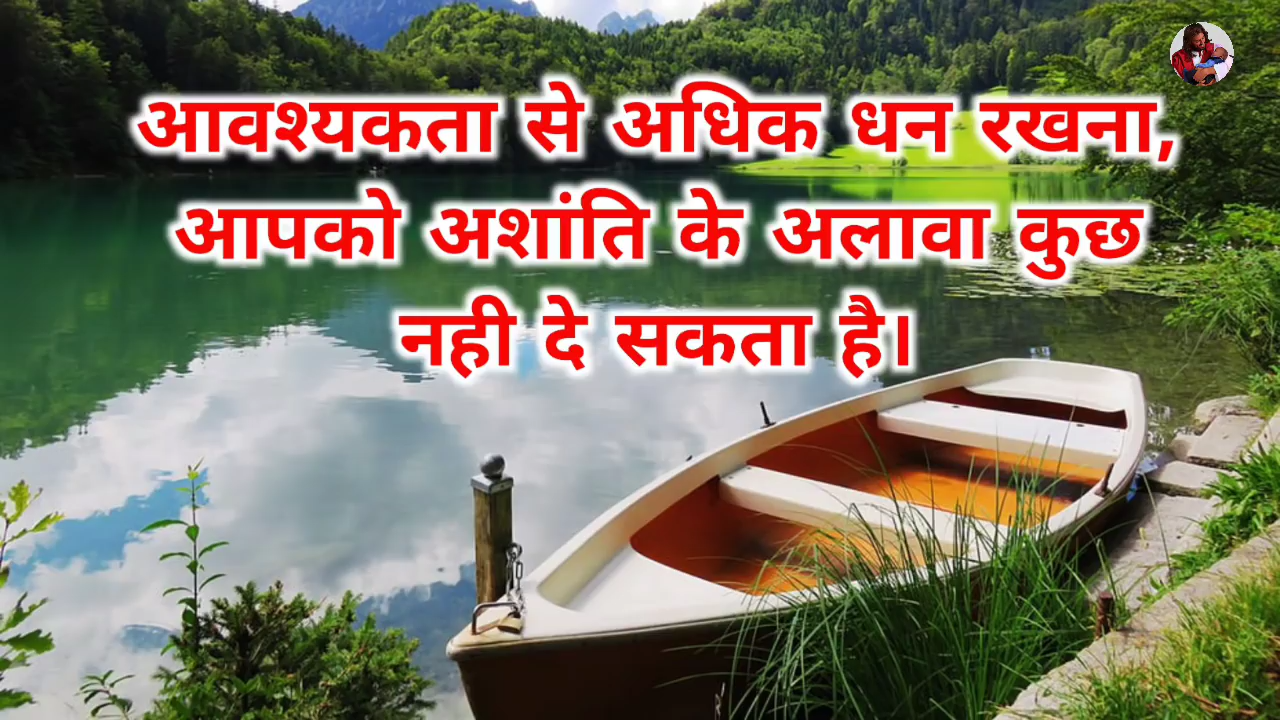 आवश्यकता से अधिक धन रखना,
आपको अशांति के अलावा कुछ
नही दे सकता है।